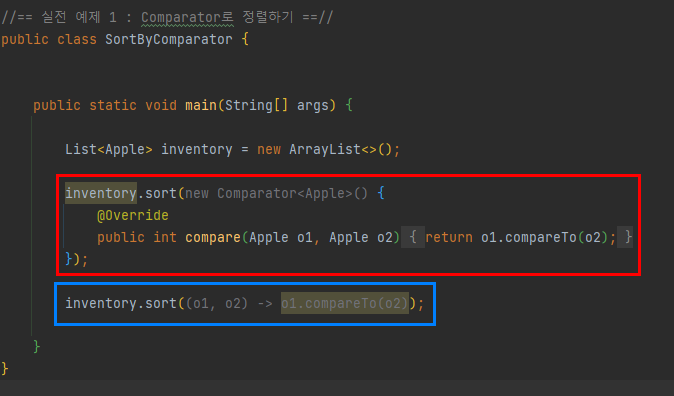 //== 실전 예제 1 : Comparator로 정렬하기 ==//
public class SortByComparator {
public static void main(String[] args) {
List<Apple> inventory = new ArrayList<>();
inventory.sort(new Comparator<Apple>() {
@Override
public int compare(Apple o1, Apple o2) { return o1.compareTo(o2); }
});
inventory.sort((o1, o2) -> o1.compareTo(o2));
}
}